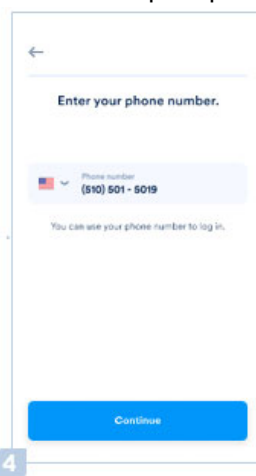 Enter your phone number.
Phone number
(510) 501 - 5019
You can use your phone number to log in.
Continue
4